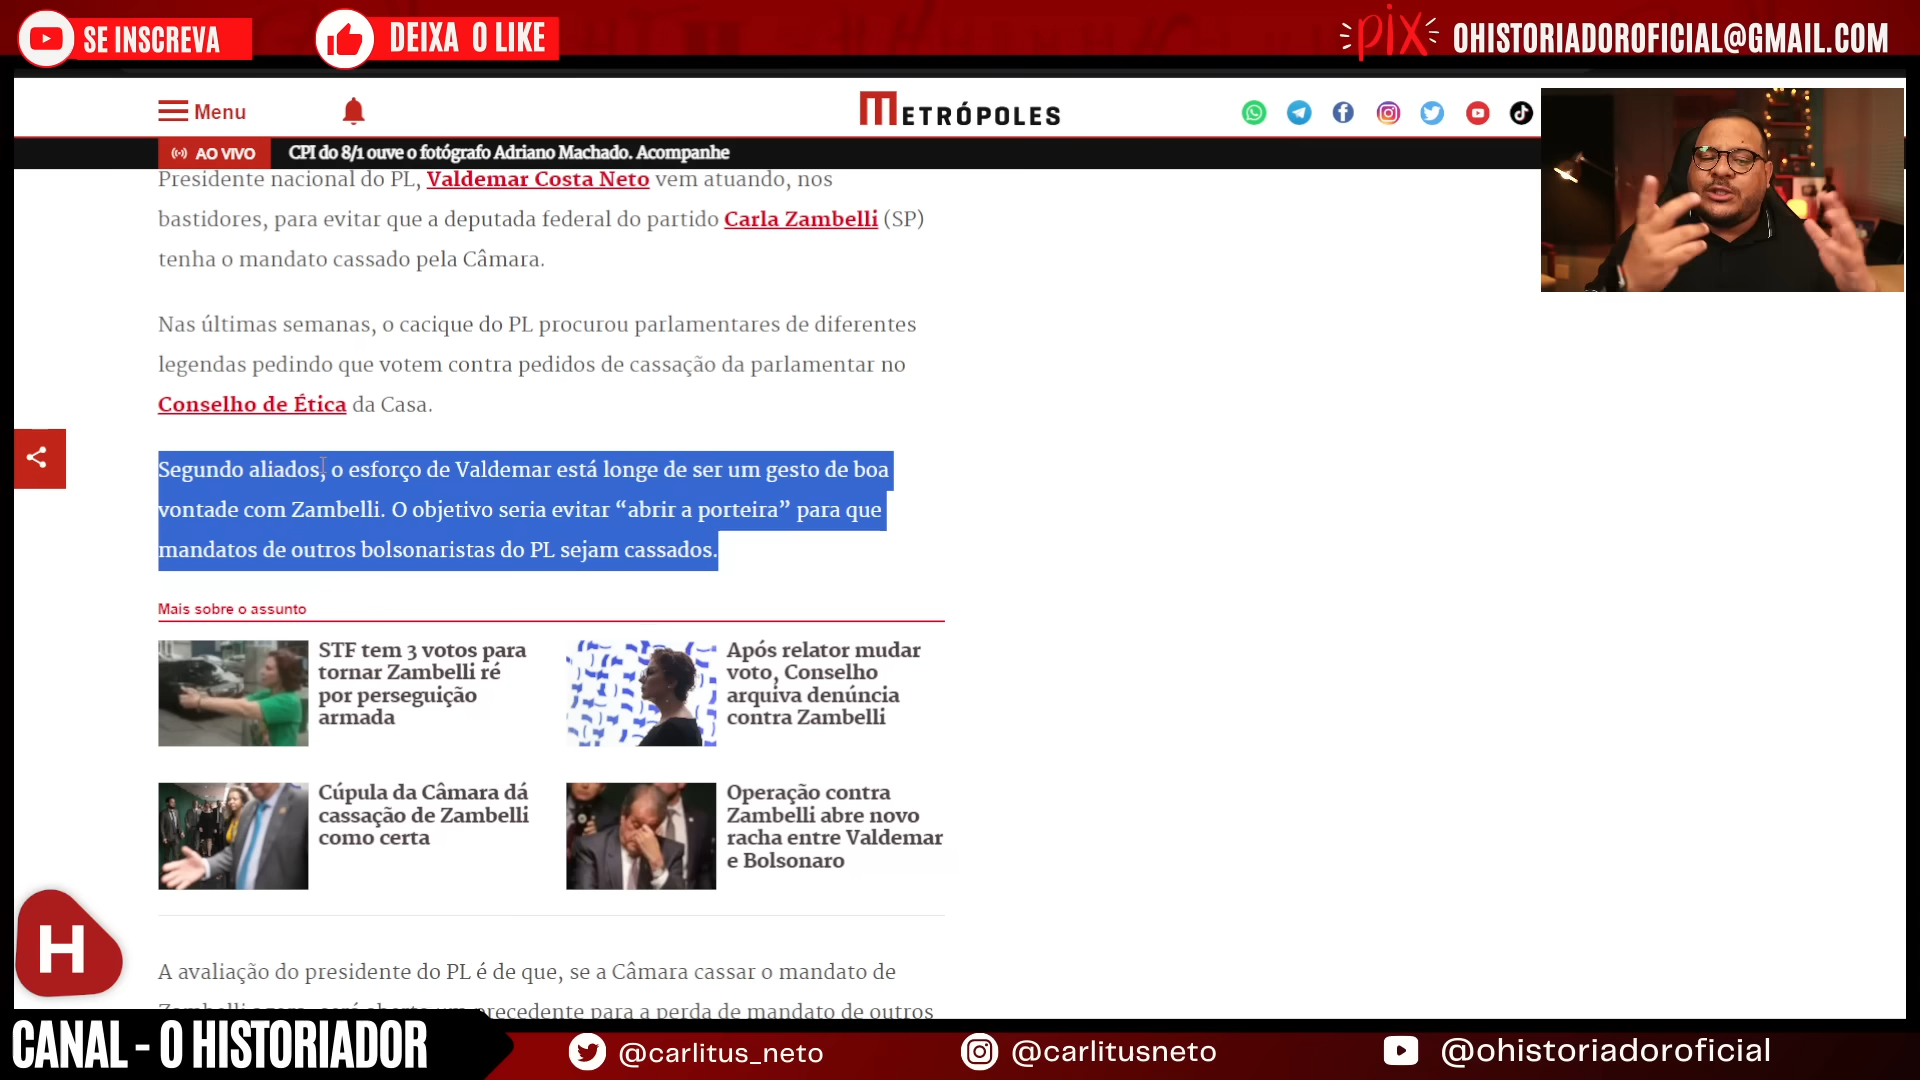 SE INSCREVA
DEIXA O LIKE
PIX
OHISTORIADOROFICIAL@GMAIL.COM
Menu
METRÓPOLES
AO VIVO
CPI do 8/1 ouve o fotógrafo Adriano Machado. Acompanhe
Presidente nacional do PL, Valdemar Costa Neto vem atuando, nos
bastidores, para evitar que a deputada federal do partido Carla Zambelli (SP)
tenha o mandato cassado pela Câmara.
Nas últimas semanas, o cacique do PL procurou parlamentares de diferentes
legendas pedindo que votem contra pedidos de cassação da parlamentar no
Conselho de Ética da Casa.
Segundo aliados, o esforço de Valdemar está longe de ser um gesto de boa
vontade com Zambelli. O objetivo seria evitar “abrir a porteira” para que
mandatos de outros bolsonaristas do PL sejam cassados.
Mais sobre o assunto
STF tem 3 votos para
tornar Zambelli ré
por perseguição
armada
Após relator mudar
voto, Conselho
arquiva denúncia
contra Zambelli
Cúpula da Câmara dá
cassação de Zambelli
como certa
Operação contra
Zambelli abre novo
racha entre Valdemar
e Bolsonaro
A avaliação do presidente do PL é de que, se a Câmara cassar o mandato de
precedente para a perda de mandato de outros
H
CANAL - O HISTORIADOR
@carlitus_neto
@carlitusneto
@ohistoriadoroficial